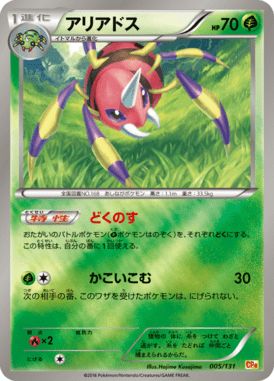 1進化 アリアドス HP70
イトマルから進化
全国図鑑NO.168 あしながポケモン 高さ：1.1m 重さ：33.5kg
とくせい
特性 どくのす
おたがいのバトルポケモン(ポケモンはのぞく)を、それぞれどくにする。
この特性は、自分の番に1回使える。
かこいこむ 30
次の相手の番、このワザを受けたポケモンは、にげられない。
×2
にげる
Illus.Hajime Kusajima
CP4 005/131
©2016 Pokémon/Nintendo/Creatures/GAME FREAK.